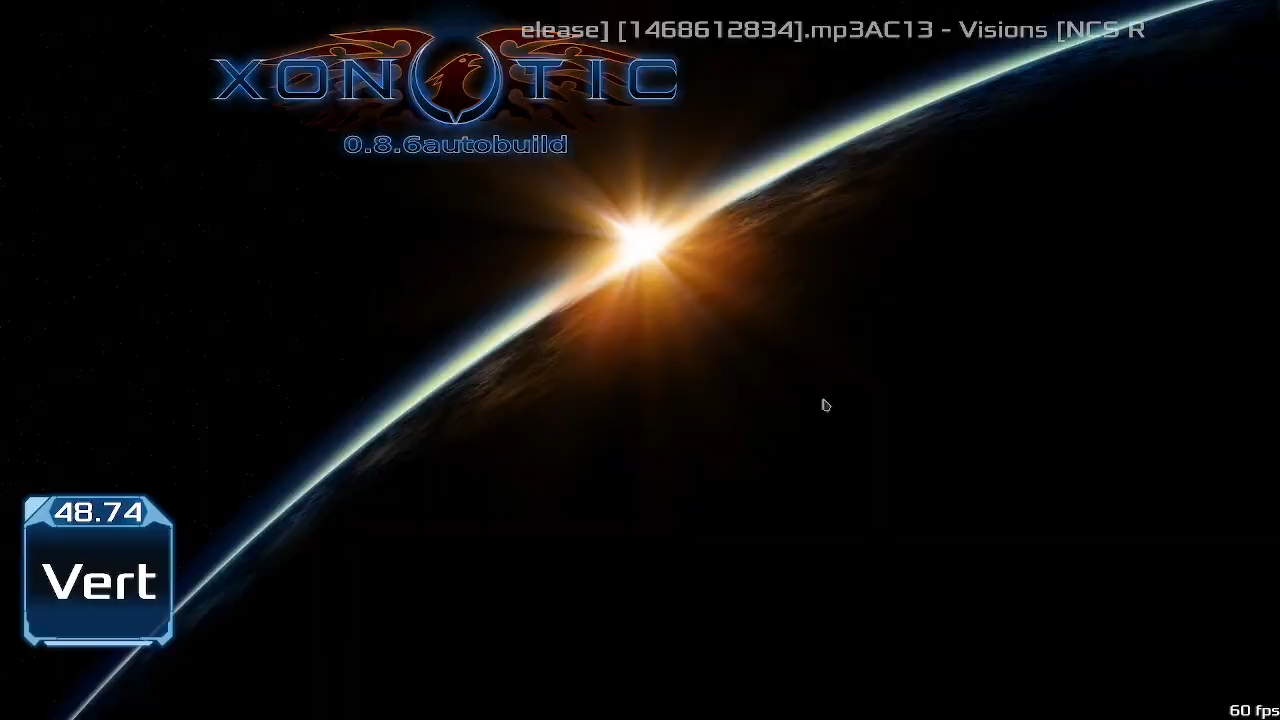 elease] [1468612834].mp3AC13 - Visions [NCS R
XONOTIC
0.8.6autobuild
48.74
Vert
60 fps